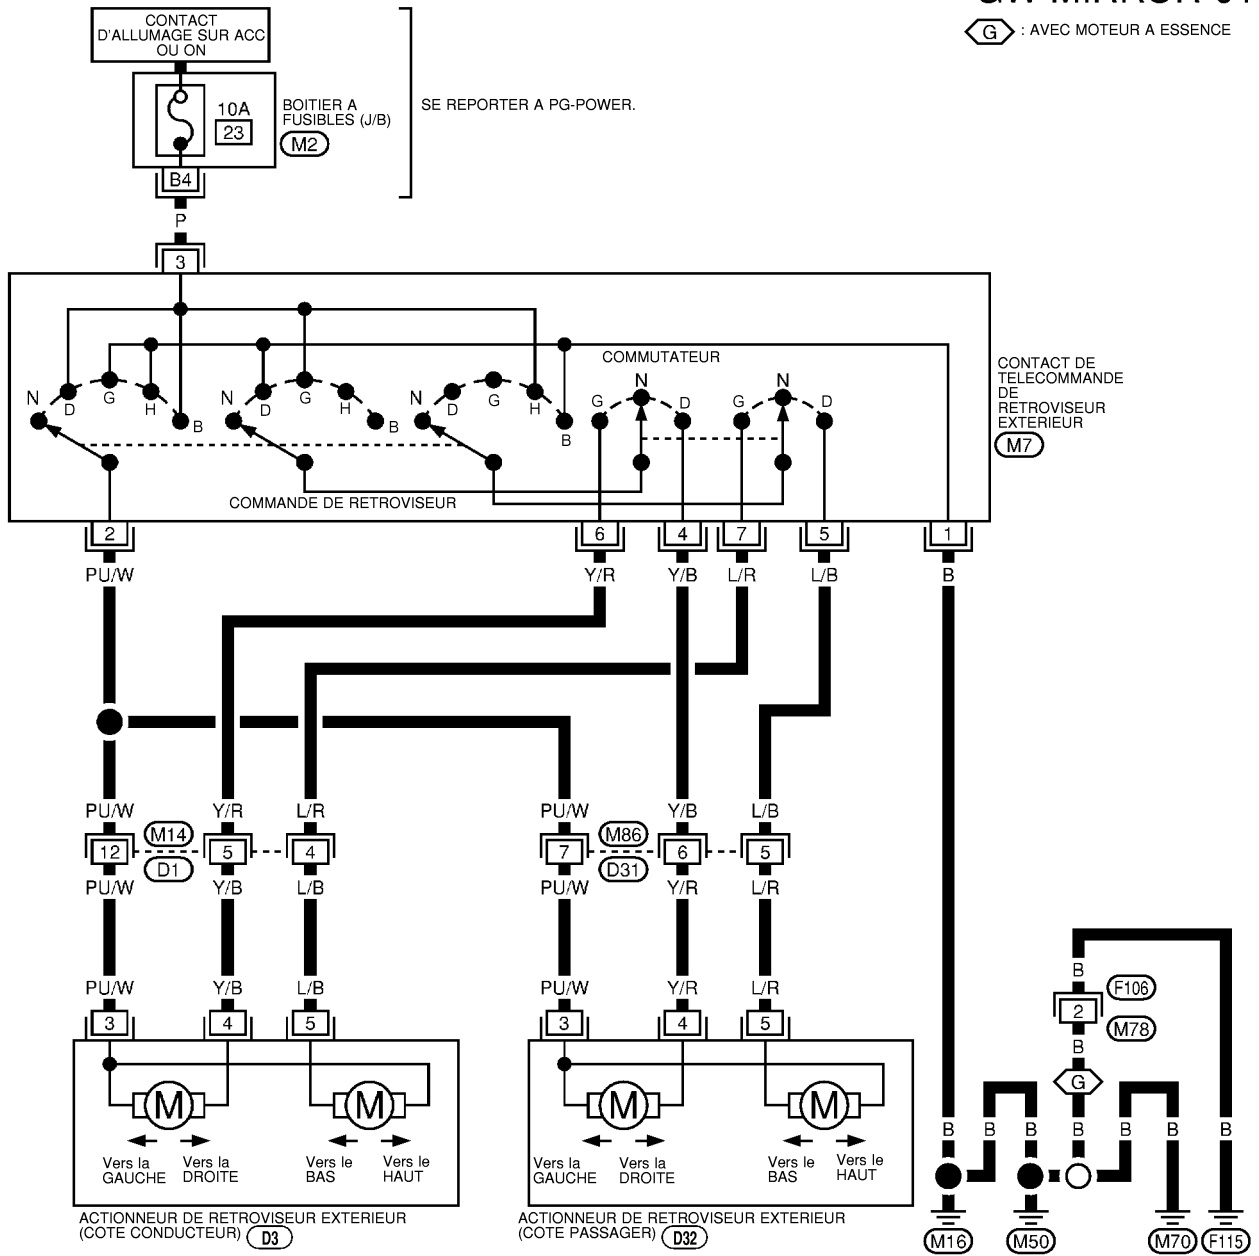 GW-MIRROR-01
G : AVEC MOTEUR A ESSENCE
CONTACT
D'ALLUMAGE SUR ACC
OU ON
10A
23
BOITIER A
FUSIBLES (J/B)
M2
SE REPORTER A PG-POWER.
B4
P
3
COMMUTATEUR
N D G H B
N D G H B
N D G H B
G N D
G N D
COMMANDE DE RETROVISEUR
CONTACT DE
TELECOMMANDE
DE
RETROVISEUR
EXTERIEUR
M7
2 6 4 7 5 1
PU/W Y/R Y/B L/R L/B B
PU/W Y/R L/R PU/W Y/B L/B
M14 M86
12 5 4 7 6 5
D1 D31
PU/W Y/B L/B PU/W Y/R L/R
PU/W Y/B L/B PU/W Y/R L/R
3 4 5 3 4 5
M M M M
Vers la
GAUCHE
Vers la
DROITE
Vers le
BAS
Vers le
HAUT
Vers la
GAUCHE
Vers la
DROITE
Vers le
BAS
Vers le
HAUT
ACTIONNEUR DE RETROVISEUR EXTERIEUR
(COTE CONDUCTEUR) D3
ACTIONNEUR DE RETROVISEUR EXTERIEUR
(COTE PASSAGER) D32
B
F106
2
M78
B
G
B B B B B B
M16 M50 M70 F115